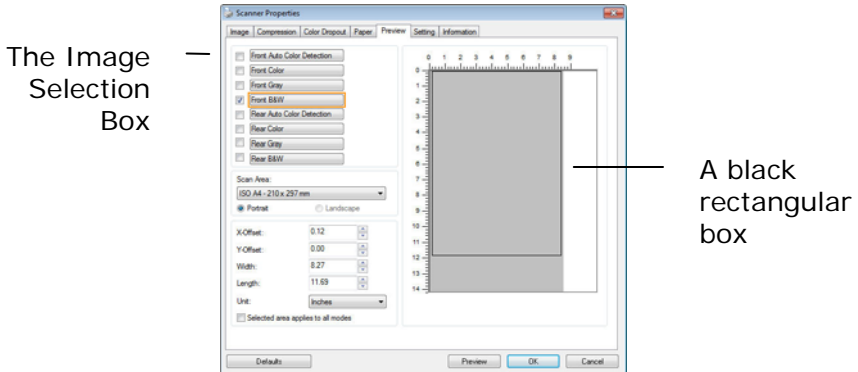 Scanner Properties
Image Compression Color Dropout Paper Preview Setting Information
The Image
Selection
Box
Front Auto Color Detection
Front Color
Front Gray
Front B&W
Rear Auto Color Detection
Rear Color
Rear Gray
Rear B&W
Scan Area:
ISO A4 - 210 x 297 mm
Portrait Landscape
X-Offset: 0.12
Y-Offset: 0.00
Width: 8.27
Length: 11.69
Unit: Inches
Selected area applies to all modes
0 1 2 3 4 5 6 7 8 9
0
1
2
3
4
5
6
7
8
9
10
11
12
13
14
A black
rectangular
box
Defaults Preview OK Cancel